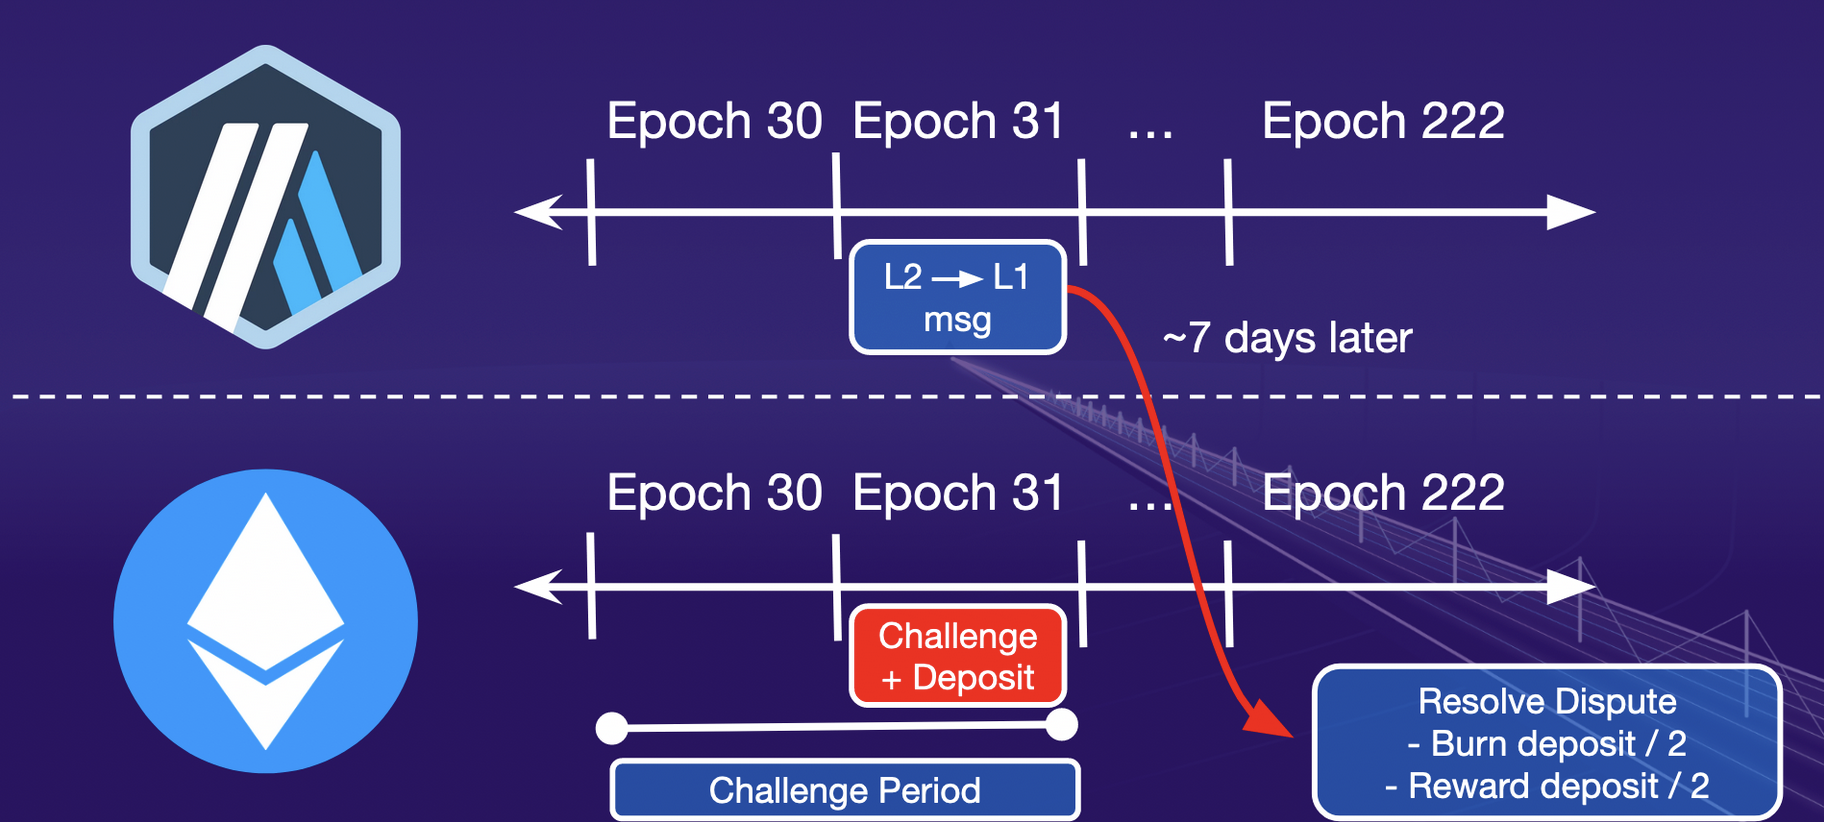 Epoch 30 Epoch 31 ... Epoch 222
L2 → L1
msg
~7 days later
Epoch 30 Epoch 31 ... Epoch 222
Challenge
+ Deposit
Challenge Period
Resolve Dispute
- Burn deposit / 2
- Reward deposit / 2